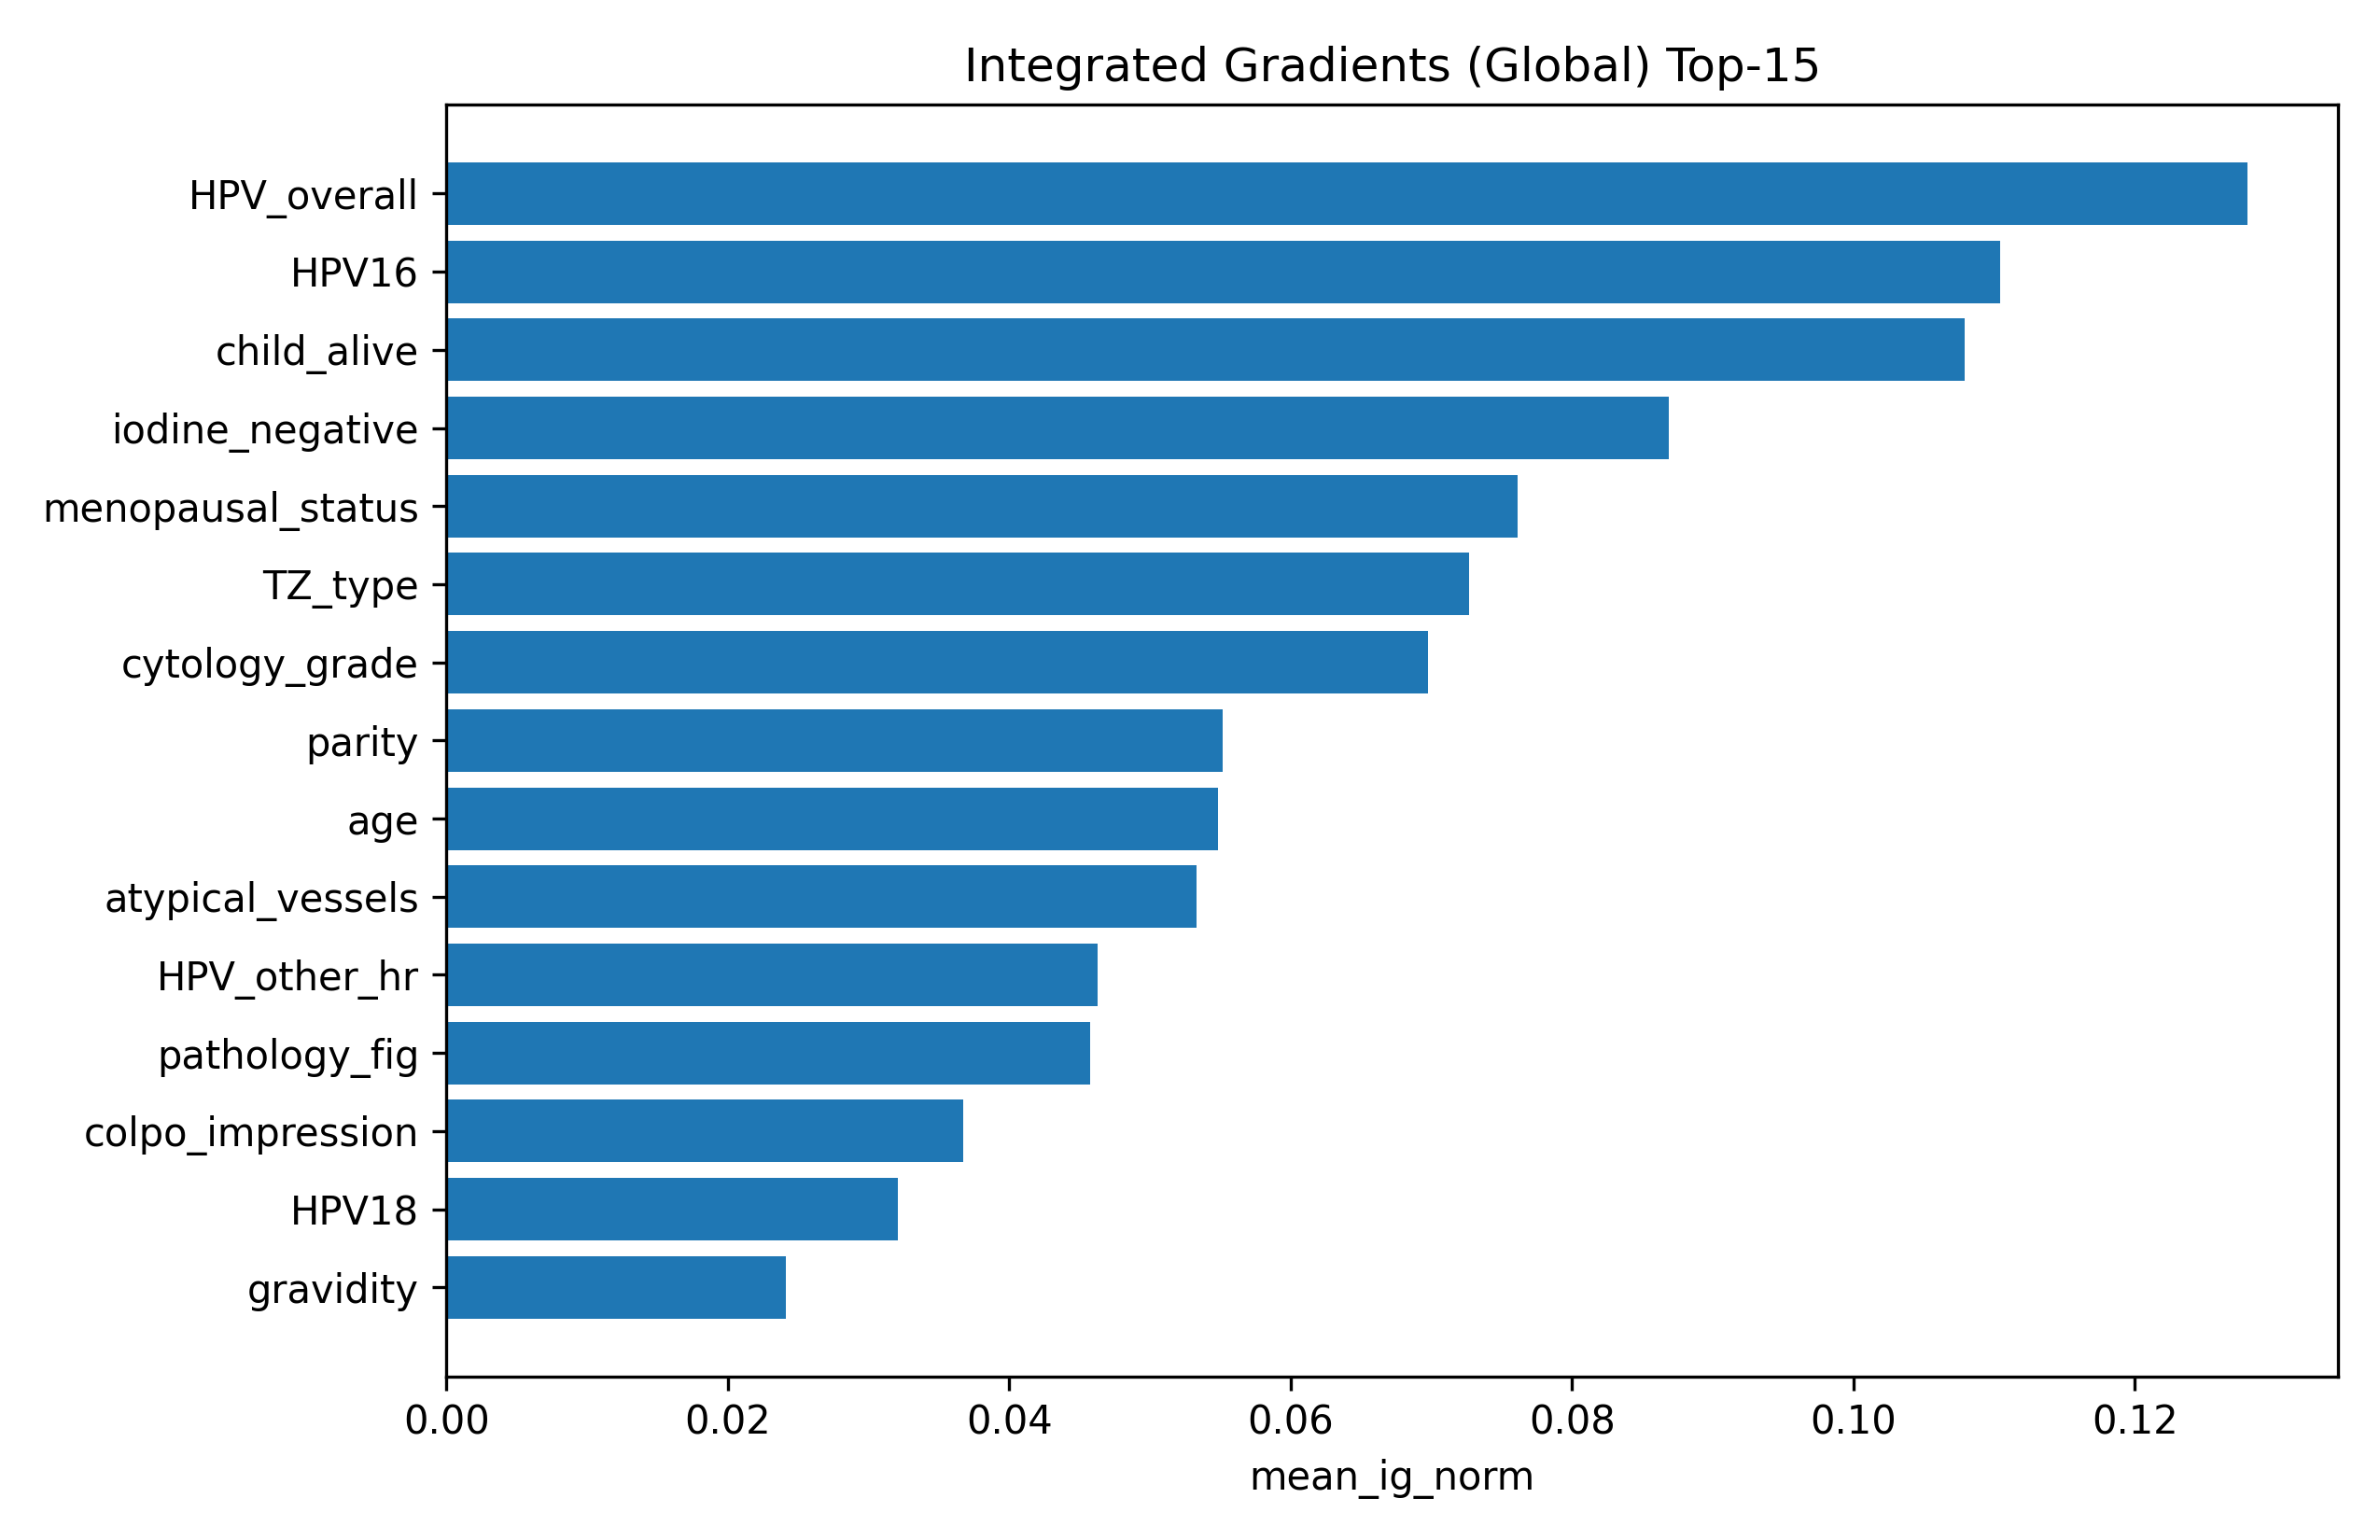 Integrated Gradients (Global) Top-15
HPV_overall
HPV16
child_alive
iodine_negative
menopausal_status
TZ_type
cytology_grade
parity
age
atypical_vessels
HPV_other_hr
pathology_fig
colpo_impression
HPV18
gravidity
0.00 0.02 0.04 0.06 0.08 0.10 0.12
mean_ig_norm